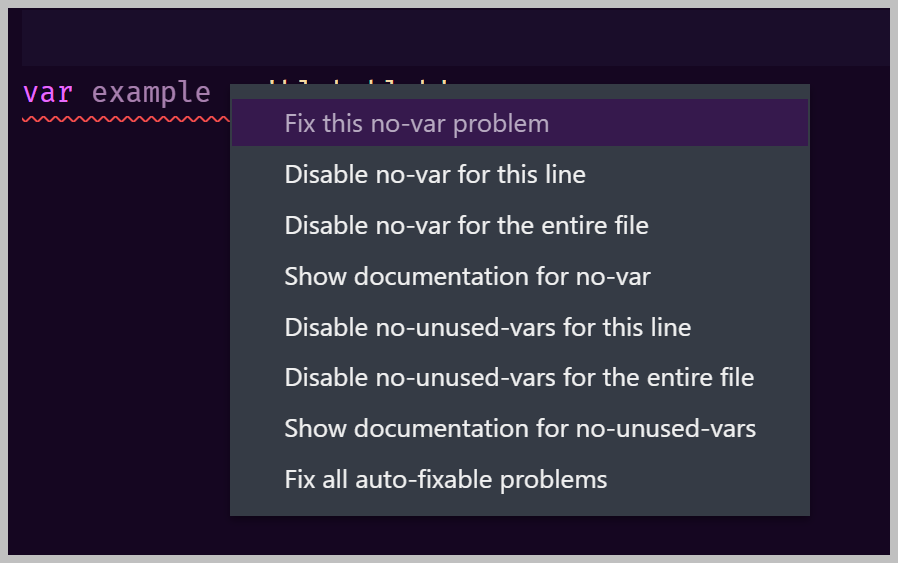 var example
Fix this no-var problem
Disable no-var for this line
Disable no-var for the entire file
Show documentation for no-var
Disable no-unused-vars for this line
Disable no-unused-vars for the entire file
Show documentation for no-unused-vars
Fix all auto-fixable problems